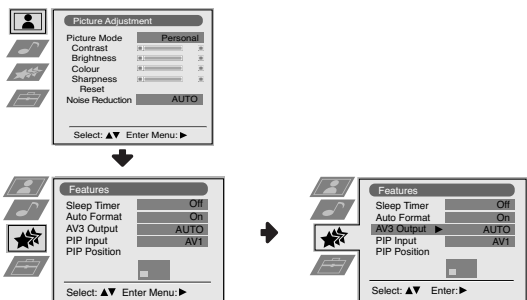 Picture Adjustment
Picture Mode Personal
Contrast
Brightness
Colour
Sharpness
Reset
Noise Reduction AUTO
Select: ▲▼ Enter Menu: ▶
Features
Sleep Timer Off
Auto Format On
AV3 Output AUTO
PIP Input AV1
PIP Position
Select: ▲▼ Enter Menu: ▶
Features
Sleep Timer Off
Auto Format On
AV3 Output ▶ AUTO
PIP Input AV1
PIP Position
Select: ▲▼ Enter: ▶